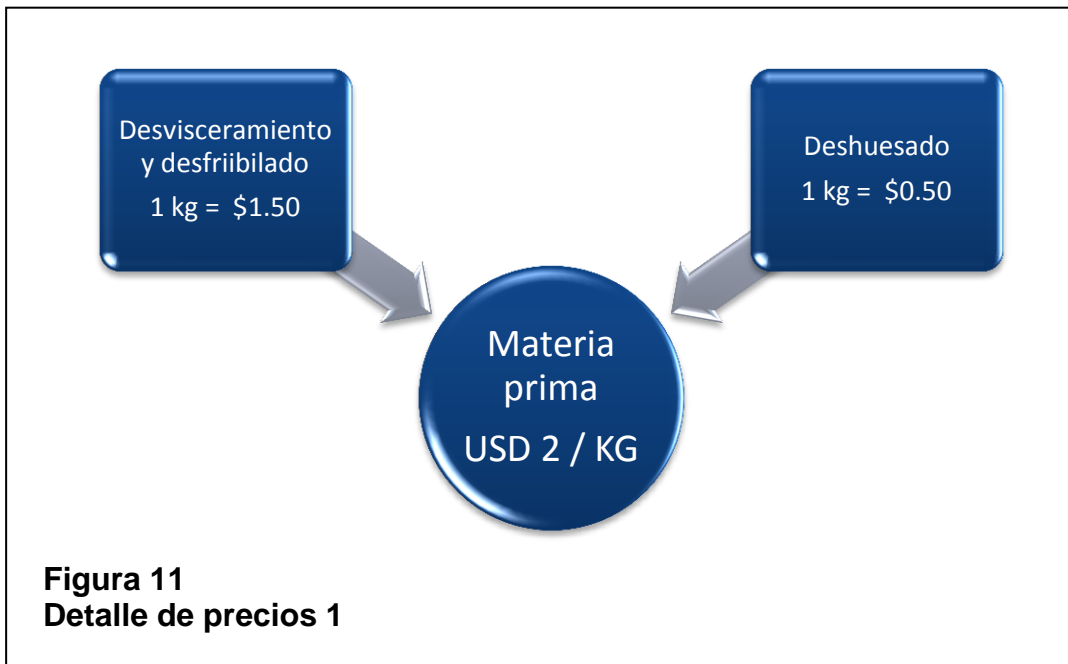 Desvisceramiento
y desfriibilado
1 kg = $1.50
Deshuesado
1 kg = $0.50
Materia
prima
USD 2 / KG
Figura 11
Detalle de precios 1